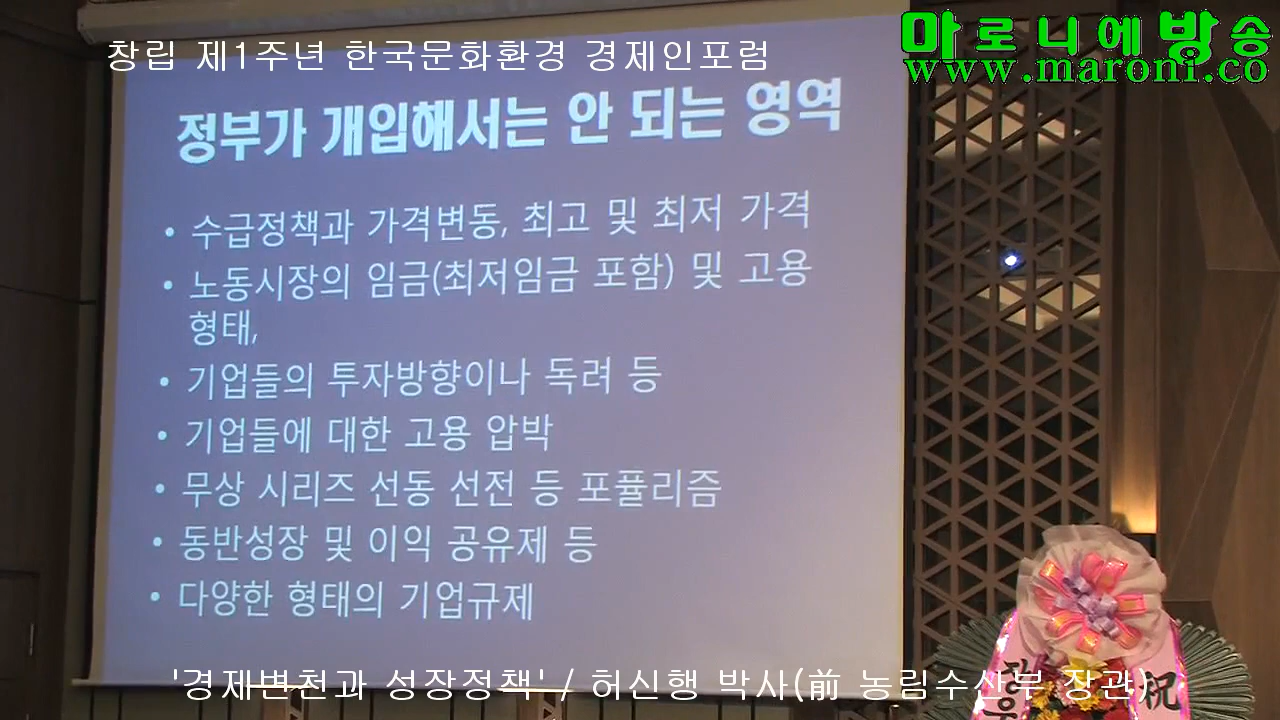 창립 제1주년 한국문화환경 경제인포럼
마로니에방송
www.maroni.co
정부가 개입해서는 안 되는 영역
• 수급정책과 가격변동, 최고 및 최저 가격
• 노동시장의 임금(최저임금 포함) 및 고용
형태,
• 기업들의 투자방향이나 독려 등
• 기업들에 대한 고용 압박
• 무상 시리즈 선동 선전 등 포퓰리즘
• 동반성장 및 이익 공유제 등
• 다양한 형태의 기업규제
'경제변천과 성장정책' / 허신행 박사(前 농림수산부 장관)
祝